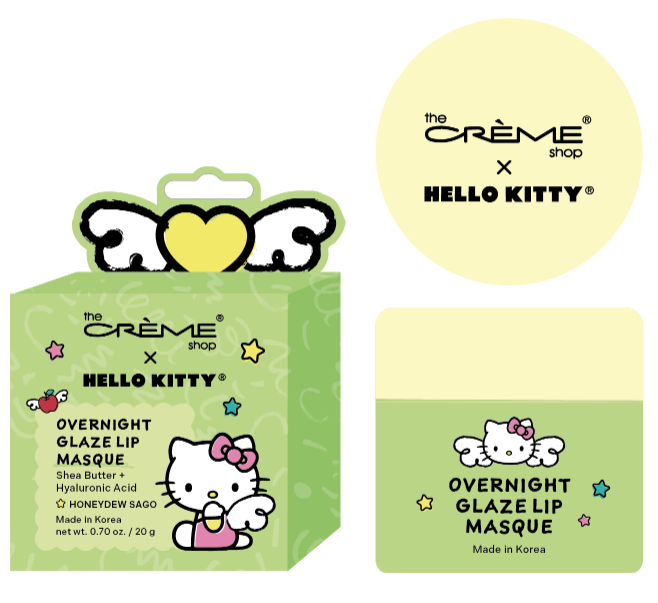 the
CRÈME®
shop
×
HELLO KITTY®
OVERNIGHT
GLAZE LIP
MASQUE
Shea Butter +
Hyaluronic Acid
HONEYDEW SAGO
Made in Korea
net wt. 0.70 oz. / 20 g
the
CRÈME®
shop
×
HELLO KITTY®
OVERNIGHT
GLAZE LIP
MASQUE
Made in Korea